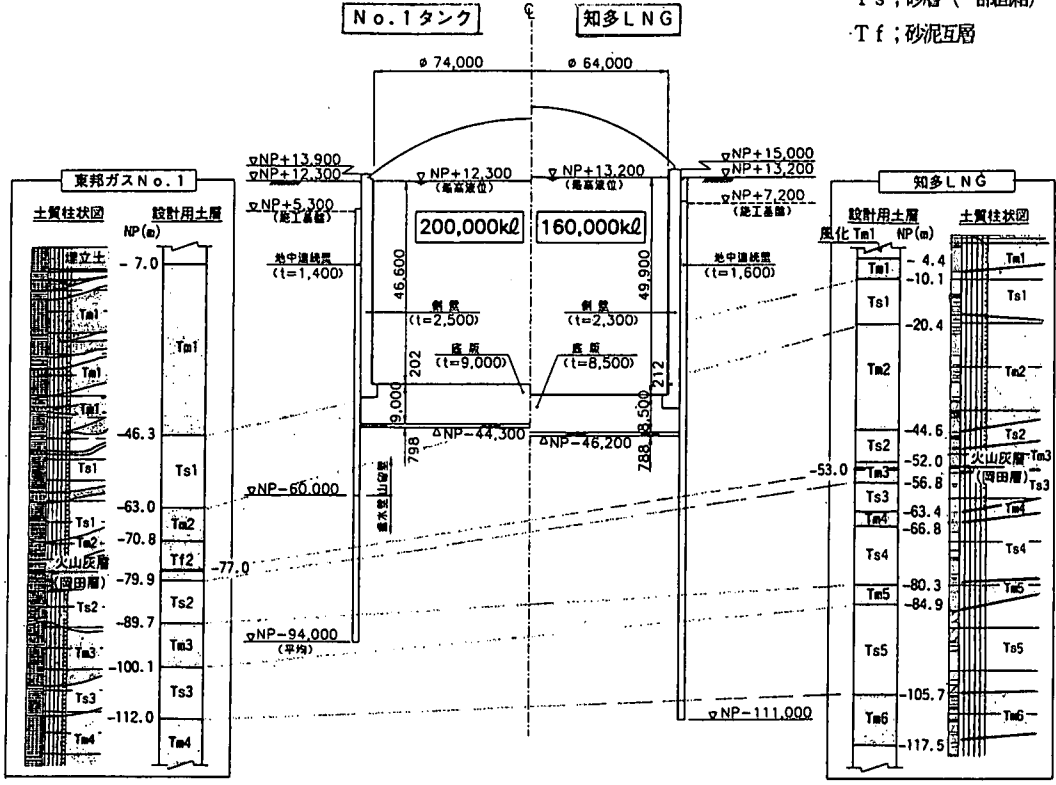 Ts;砂層(一部固結)
・Tf;砂泥互層
No.1タンク
知多LNG
φ 74,000
φ 64,000
NP+13,900
NP+12,300
NP+12,300
(最高液位)
NP+13,200
(最高液位)
NP+15,000
NP+13,200
NP+5,300
(施工基盤)
NP+7,200
(施工基盤)
200,000kℓ
160,000kℓ
地中連続壁
(t=1,400)
地中連続壁
(t=1,600)
46,600
49,900
側壁
(t=2,500)
側壁
(t=2,300)
底版
(t=9,000)
底版
(t=8,500)
202
212
9,000
8,500
NP-44,300
NP-46,200
798
788
NP-60,000
NP-94,000
(平均)
NP-111,000
東邦ガスNo.1
土質柱状図
設計用土層
NP(m)
埋立土
-7.0
Tm1
Tm1
Tm1
Tm1
-46.3
Ts1
Ts1
-63.0
Ts1
Tm2
Tm2
-70.8
火山灰層
(岡田層)
Tf2
-77.0
-79.9
Ts2
Ts2
-89.7
Tm3
Tm3
-100.1
Ts3
Ts3
-112.0
Tm4
Tm4
知多LNG
設計用土層
土質柱状図
風化Tm1
NP(m)
-4.4
Tm1
Tm1
-10.1
Ts1
Ts1
-20.4
Tm2
Tm2
-44.6
Ts2
Ts2
-52.0
火山灰層
Tm3
-53.0
Tm3
(岡田層)
-56.8
Ts3
Ts3
-63.4
Tm4
Tm4
-66.8
Ts4
Ts4
-80.3
Tm5
Tm5
-84.9
Ts5
Ts5
-105.7
Tm6
Tm6
-117.5